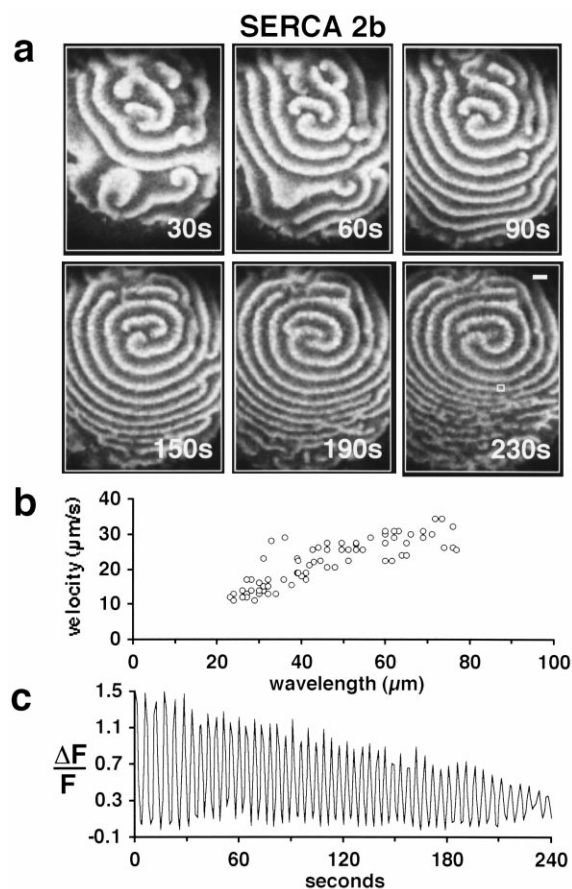 SERCA 2b
a
30s 60s 90s
150s 190s 230s
b
velocity (µm/s)
40
30
20
10
0
0 20 40 60 80 100
wavelength (µm)
c
ΔF
F
1.5
1.1
0.7
0.3
-0.1
0 60 120 180 240
seconds